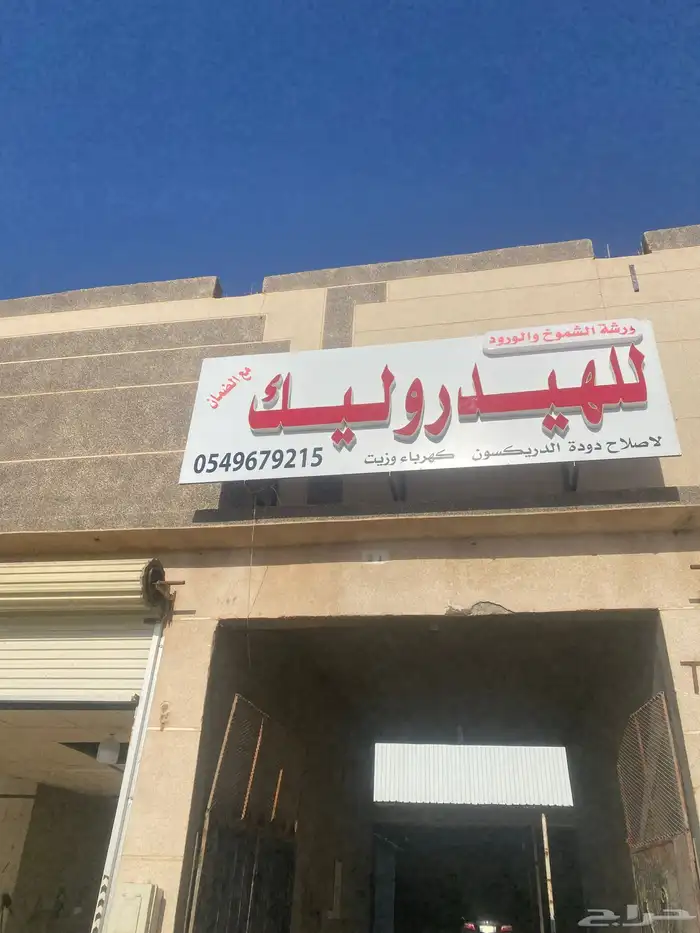 ورشة الشموخ والورود
للهيدروليك
مع الضمان
لاصلاح دودة الدريكسون كهرباء وزيت
0549679215
حراج